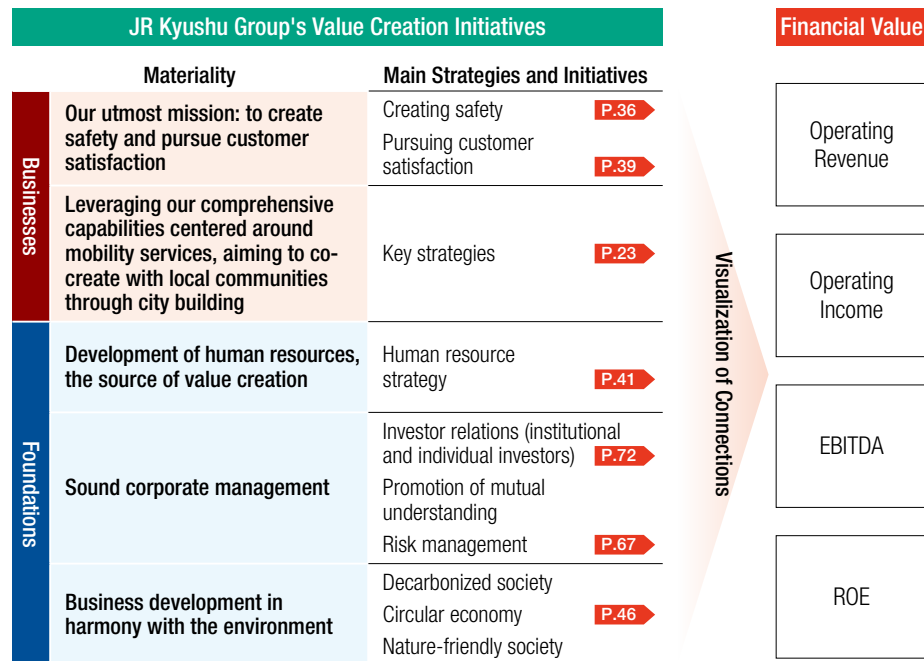 JR Kyushu Group's Value Creation Initiatives
Materiality
Main Strategies and Initiatives
Businesses
Our utmost mission: to create
safety and pursue customer
satisfaction
Creating safety
P.36
Pursuing customer
satisfaction
P.39
Leveraging our comprehensive
capabilities centered around
mobility services, aiming to co-
create with local communities
through city building
Key strategies
P.23
Foundations
Development of human resources,
the source of value creation
Human resource
strategy
P.41
Sound corporate management
Investor relations (institutional
and individual investors)
P.72
Promotion of mutual
understanding
Risk management
P.67
Business development in
harmony with the environment
Decarbonized society
Circular economy
P.46
Nature-friendly society
Visualization of Connections
Financial Value
Operating
Revenue
Operating
Income
EBITDA
ROE